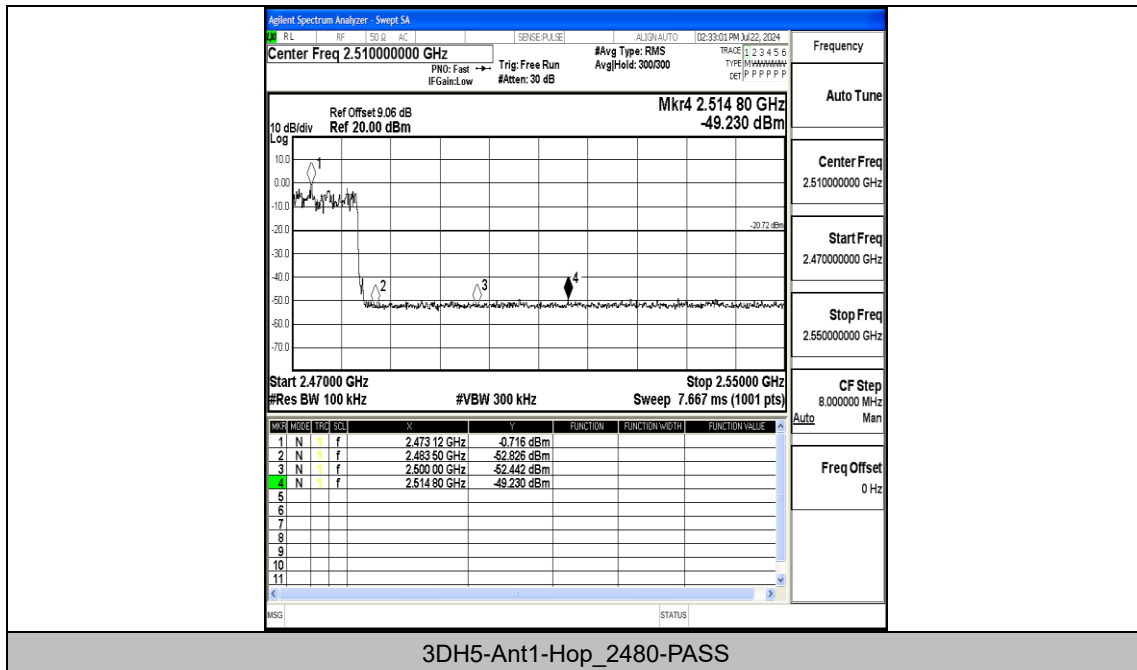 Agilent Spectrum Analyzer - Swept SA
RL RF 50 Ω AC SENSE:PULSE ALIGNAUTO 02:33:01 PM Jul 22, 2024
Center Freq 2.510000000 GHz
PNO: Fast
IFGain:Low
Trig: Free Run
#Atten: 30 dB
#Avg Type: RMS
Avg|Hold: 300/300
TRACE 1 2 3 4 5 6
TYPE MWWWWW
DET P P P P P P
Frequency
Auto Tune
Center Freq
2.510000000 GHz
Start Freq
2.470000000 GHz
Stop Freq
2.550000000 GHz
CF Step
8.000000 MHz
Auto Man
Freq Offset
0 Hz
Mkr4 2.514 80 GHz
-49.230 dBm
Ref Offset 9.06 dB
10 dB/div Ref 20.00 dBm
Log
10.0
0.00
-10.0
-20.0
-30.0
-40.0
-50.0
-60.0
-70.0
1
2
3
4
-20.72 dBm
Start 2.47000 GHz Stop 2.55000 GHz
#Res BW 100 kHz #VBW 300 kHz Sweep 7.667 ms (1001 pts)
MKR MODE TRC SCL X Y FUNCTION FUNCTION WIDTH FUNCTION VALUE
1 N 1 f 2.473 12 GHz -0.716 dBm
2 N 1 f 2.483 50 GHz -52.826 dBm
3 N 1 f 2.500 00 GHz -52.442 dBm
4 N 1 f 2.514 80 GHz -49.230 dBm
5
6
7
8
9
10
11
MSG STATUS
3DH5-Ant1-Hop_2480-PASS